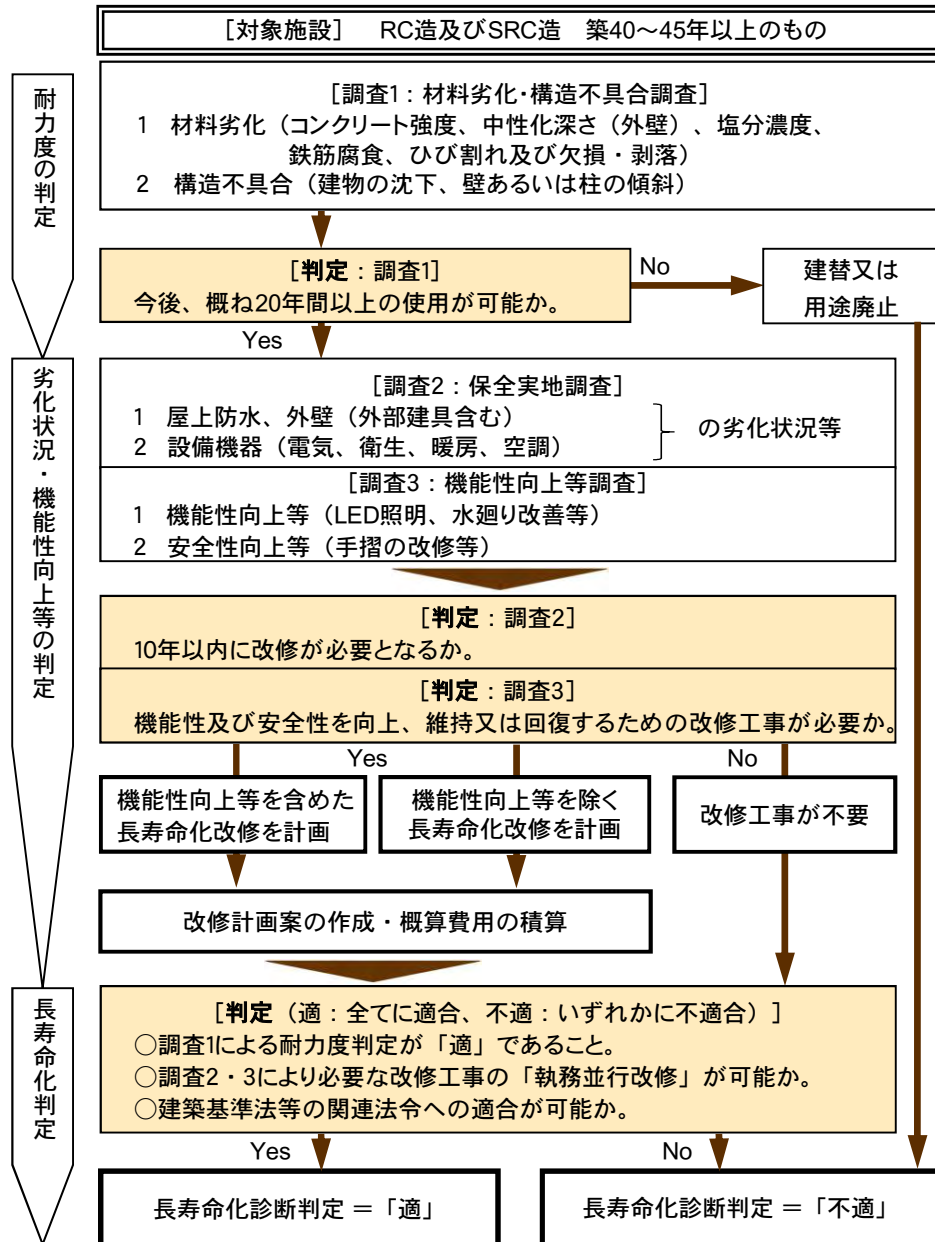 [対象施設]　RC造及びSRC造　築40～45年以上のもの
耐力度の判定
[調査1：材料劣化・構造不具合調査]
1　材料劣化（コンクリート強度、中性化深さ（外壁）、塩分濃度、
鉄筋腐食、ひび割れ及び欠損・剥落）
2　構造不具合（建物の沈下、壁あるいは柱の傾斜）
[判定：調査1]
今後、概ね20年間以上の使用が可能か。
No
建替又は
用途廃止
Yes
劣化状況・機能性向上等の判定
[調査2：保全実地調査]
1　屋上防水、外壁（外部建具含む）
2　設備機器（電気、衛生、暖房、空調）
の劣化状況等
[調査3：機能性向上等調査]
1　機能性向上等（LED照明、水廻り改善等）
2　安全性向上等（手摺の改修等）
[判定：調査2]
10年以内に改修が必要となるか。
[判定：調査3]
機能性及び安全性を向上、維持又は回復するための改修工事が必要か。
Yes
No
機能性向上等を含めた
長寿命化改修を計画
機能性向上等を除く
長寿命化改修を計画
改修工事が不要
改修計画案の作成・概算費用の積算
長寿命化判定
[判定（適：全てに適合、不適：いずれかに不適合）]
○調査1による耐力度判定が「適」であること。
○調査2・3により必要な改修工事の「執務並行改修」が可能か。
○建築基準法等の関連法令への適合が可能か。
Yes
No
長寿命化診断判定＝「適」
長寿命化診断判定＝「不適」